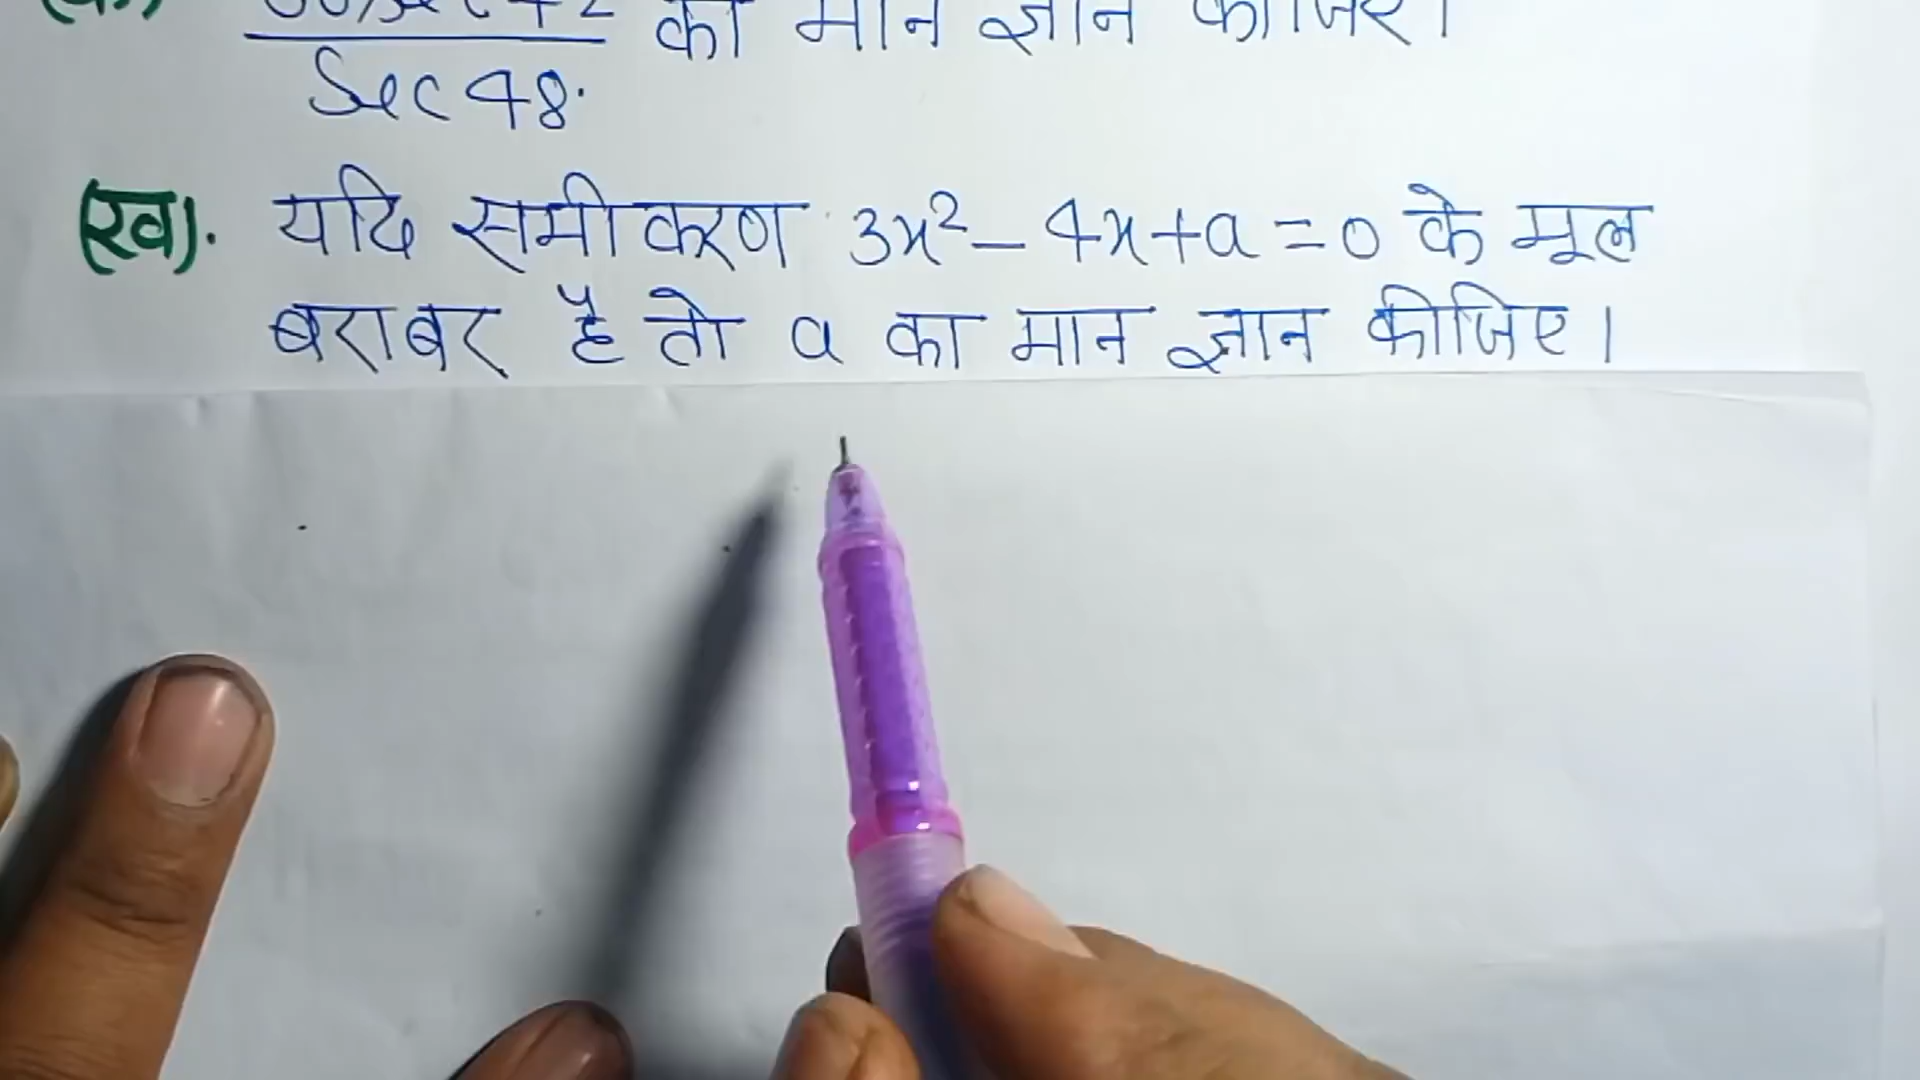 का मान ज्ञान कीजिए।
Sec 48°
(ख). यदि समीकरण 3x² - 4x + a = 0 के मूल
बराबर है तो a का मान ज्ञान कीजिए।